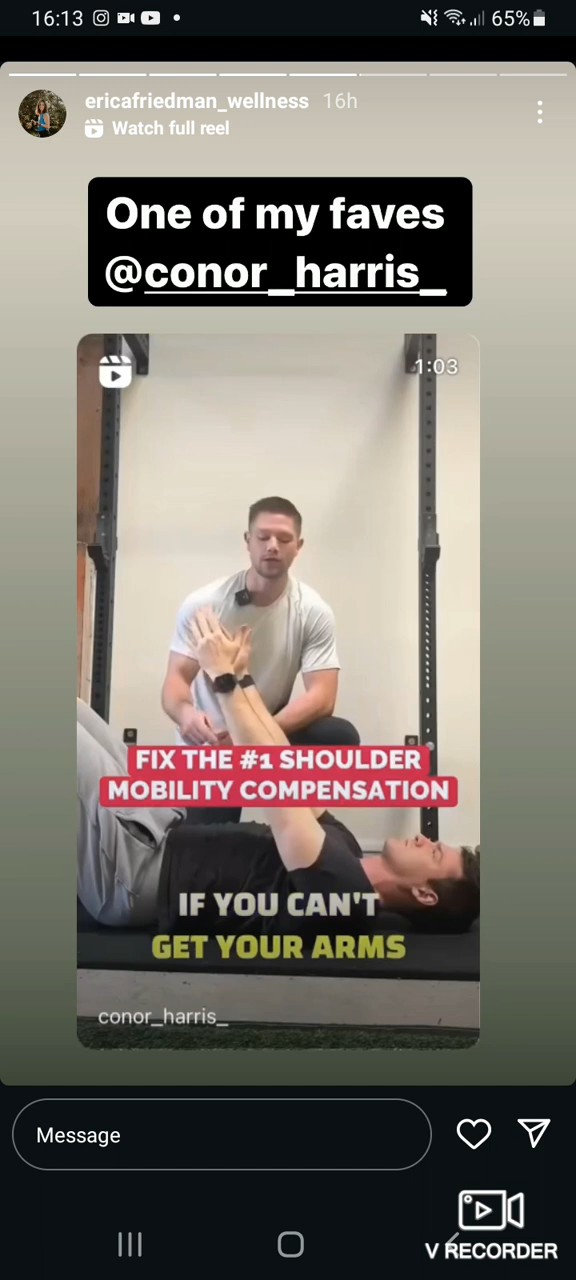 16:13
65%
ericafriedman_wellness 16h
Watch full reel
One of my faves
@conor_harris_
1:03
FIX THE #1 SHOULDER
MOBILITY COMPENSATION
IF YOU CAN'T
GET YOUR ARMS
conor_harris_
Message
V RECORDER